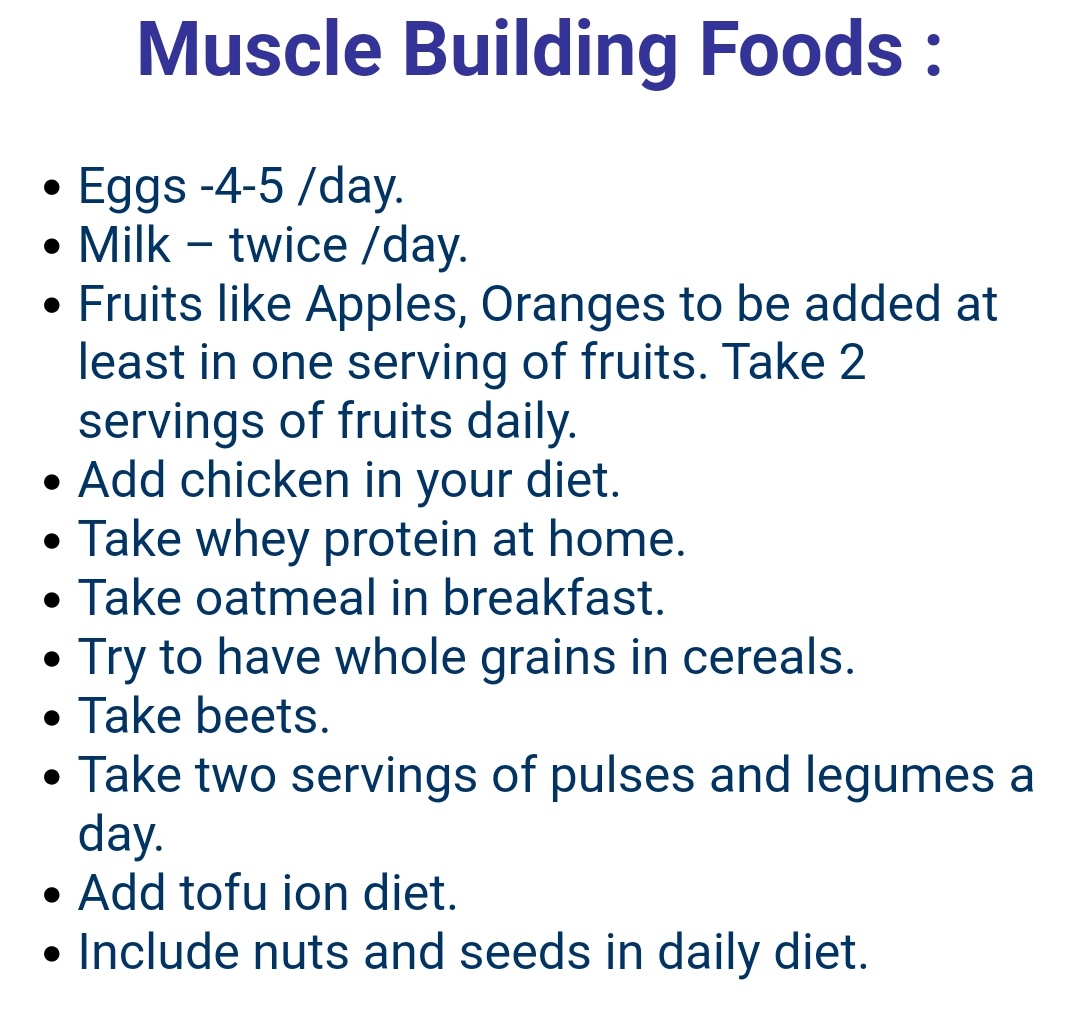 Muscle Building Foods :
• Eggs -4-5 /day.
• Milk – twice /day.
• Fruits like Apples, Oranges to be added at
least in one serving of fruits. Take 2
servings of fruits daily.
• Add chicken in your diet.
• Take whey protein at home.
• Take oatmeal in breakfast.
• Try to have whole grains in cereals.
• Take beets.
• Take two servings of pulses and legumes a
day.
• Add tofu ion diet.
• Include nuts and seeds in daily diet.